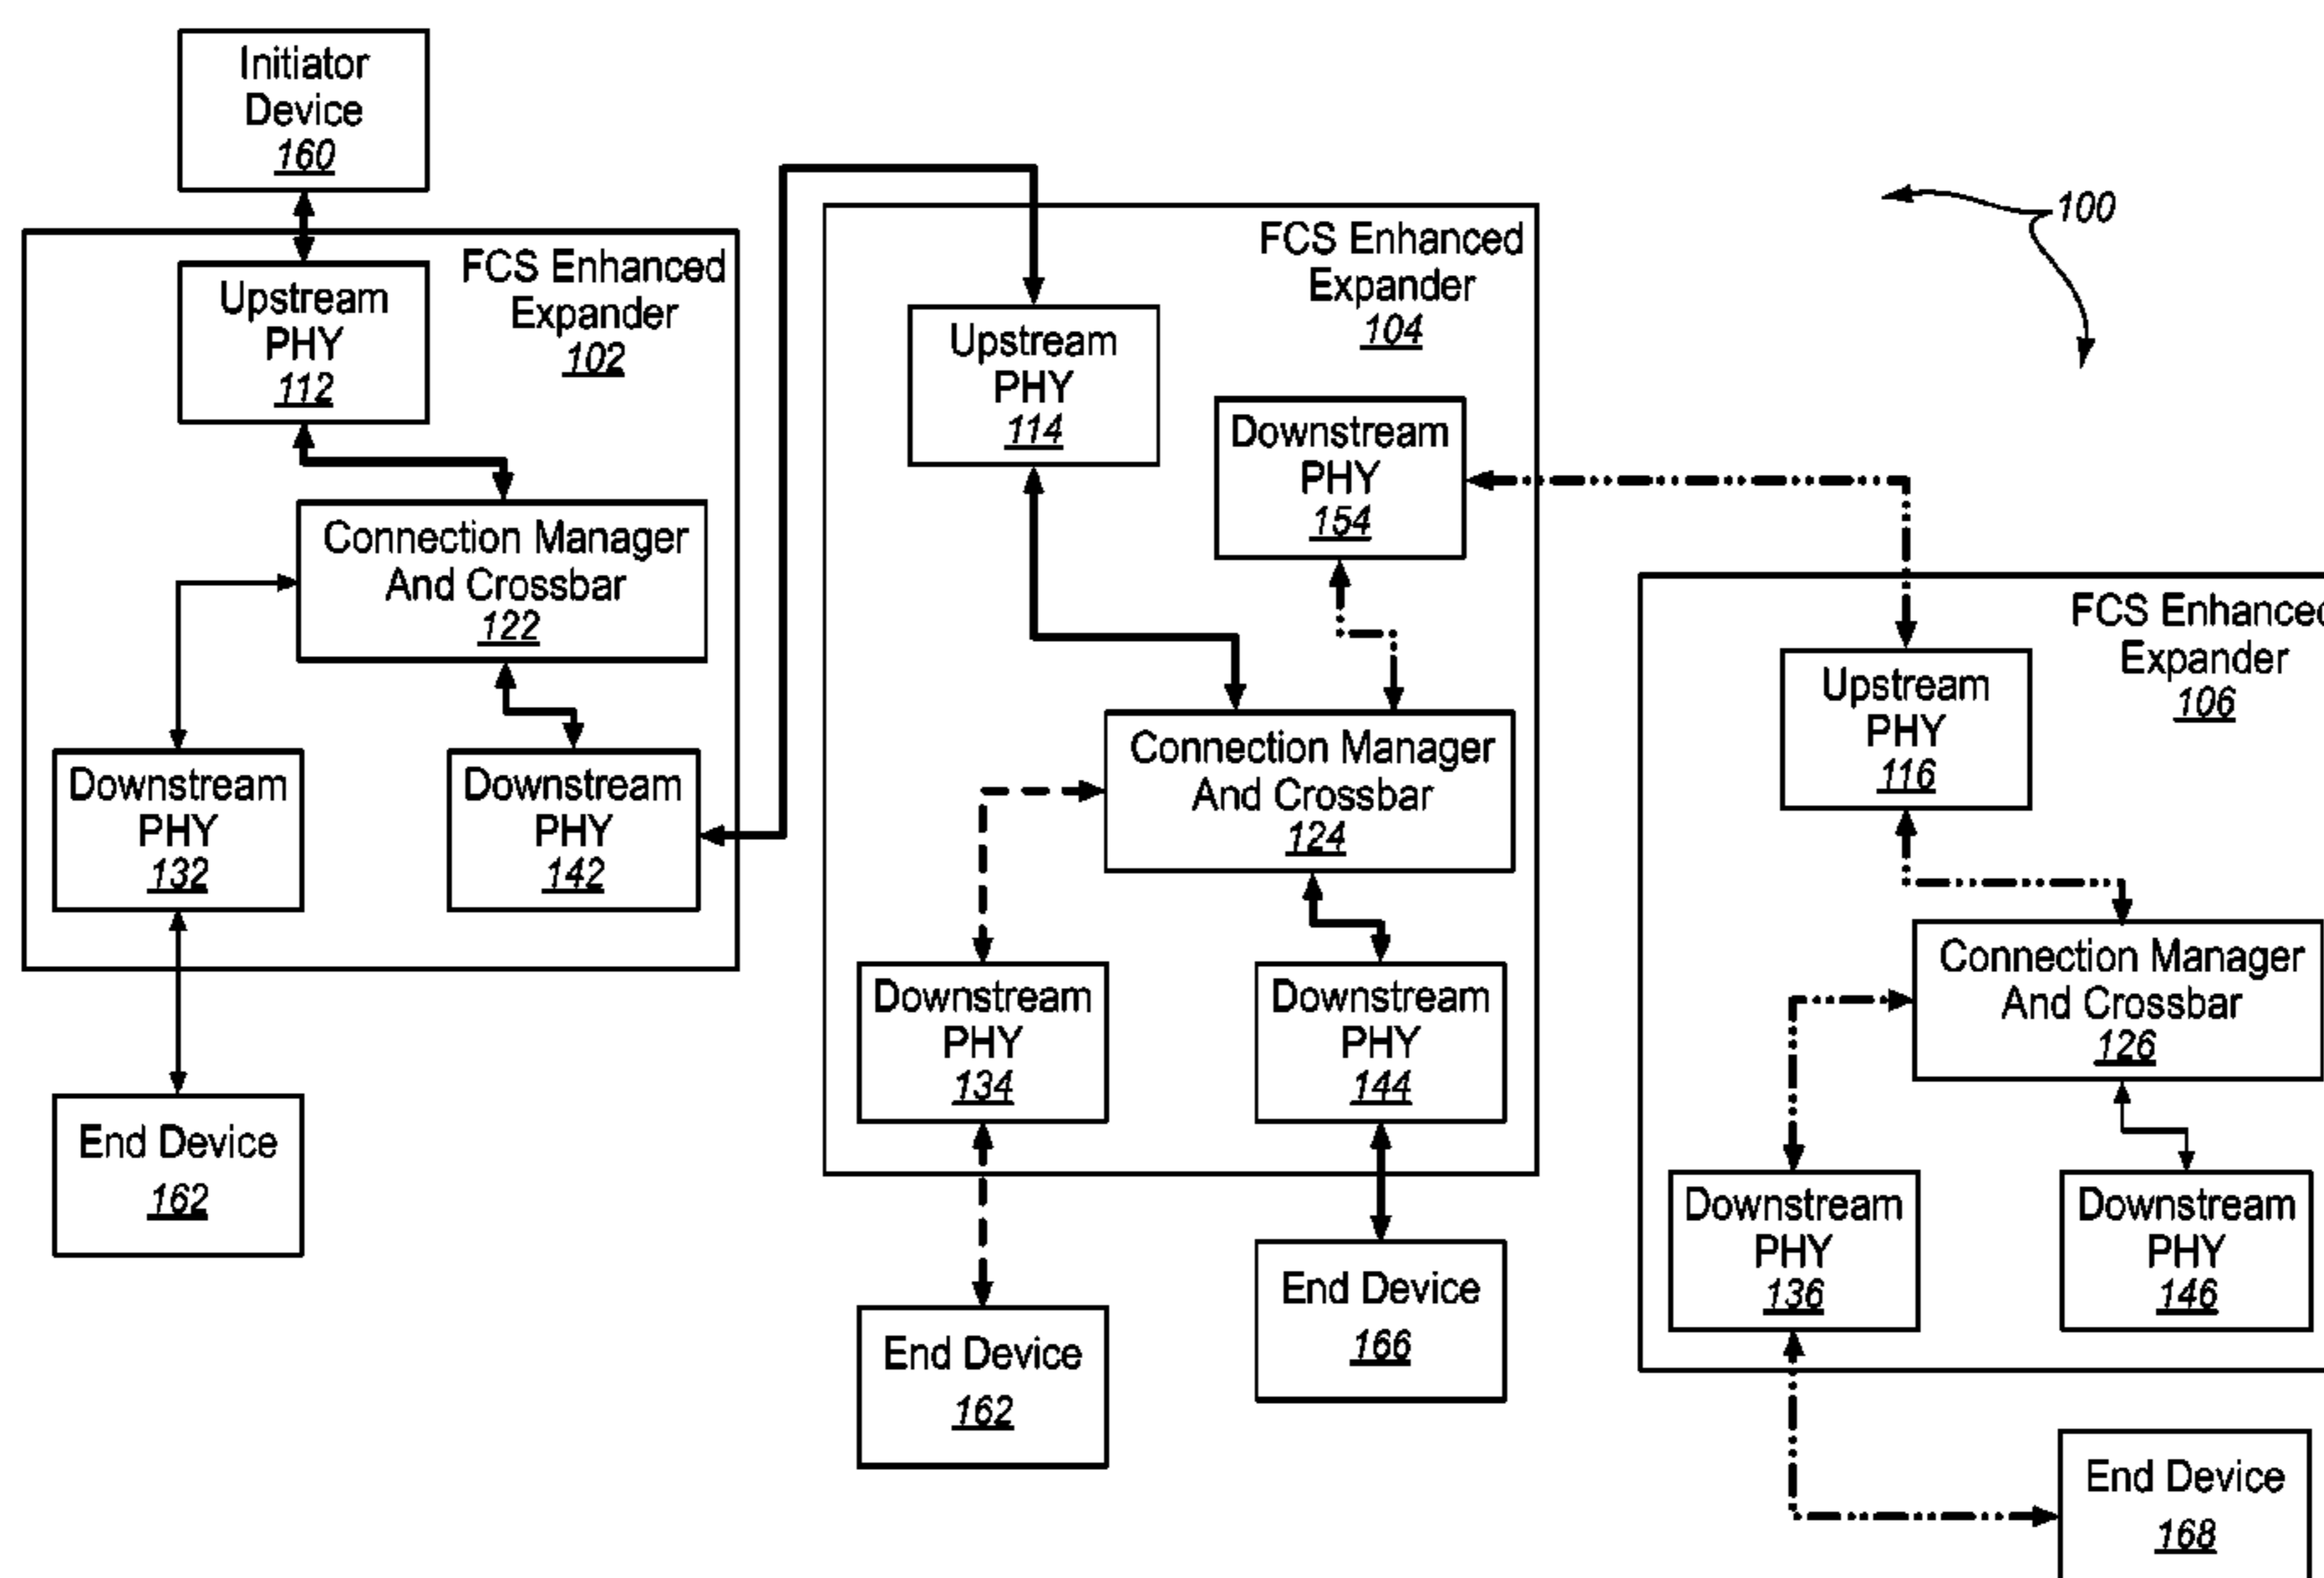 Initiator
Device
160
FCS Enhanced
Expander
102
Upstream
PHY
112
Connection Manager
And Crossbar
122
Downstream
PHY
132
Downstream
PHY
142
End Device
162
FCS Enhanced
Expander
104
Upstream
PHY
114
Downstream
PHY
154
Connection Manager
And Crossbar
124
Downstream
PHY
134
Downstream
PHY
144
End Device
162
End Device
166
100
FCS Enhanced
Expander
106
Upstream
PHY
116
Connection Manager
And Crossbar
126
Downstream
PHY
136
Downstream
PHY
146
End Device
168